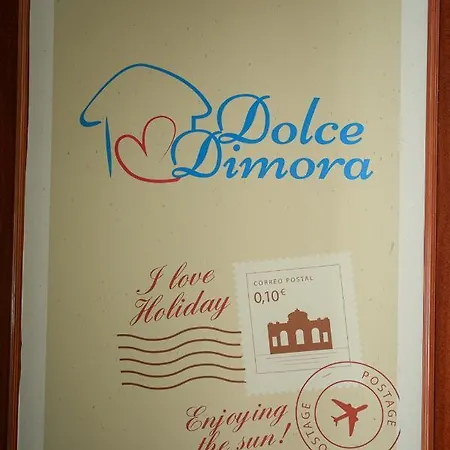 Dolce
Dimora
I love
Holiday
CORREO POSTAL
0,10€
Enjoying
the sun!
POSTAGE
POSTAGE